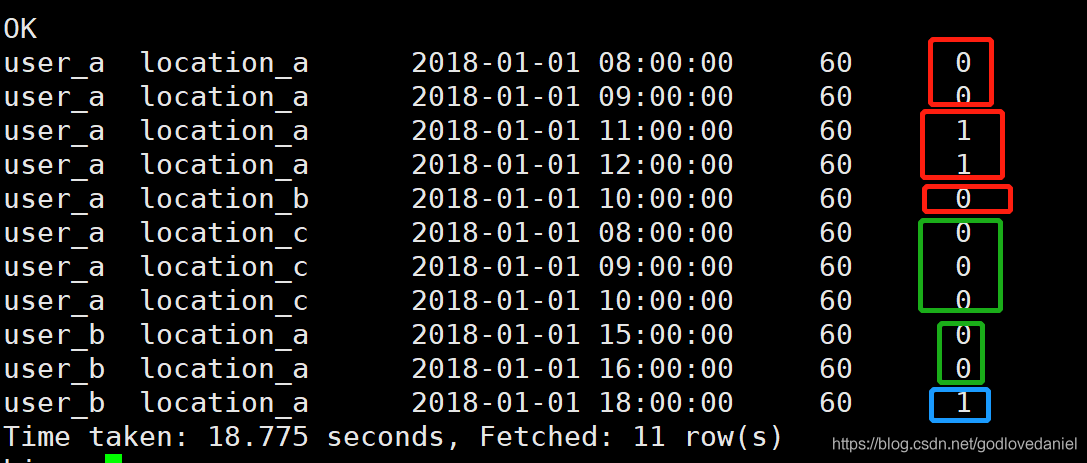 OK
user_a location_a 2018-01-01 08:00:00 60 0
user_a location_a 2018-01-01 09:00:00 60 0
user_a location_a 2018-01-01 11:00:00 60 1
user_a location_a 2018-01-01 12:00:00 60 1
user_a location_b 2018-01-01 10:00:00 60 0
user_a location_c 2018-01-01 08:00:00 60 0
user_a location_c 2018-01-01 09:00:00 60 0
user_a location_c 2018-01-01 10:00:00 60 0
user_b location_a 2018-01-01 15:00:00 60 0
user_b location_a 2018-01-01 16:00:00 60 0
user_b location_a 2018-01-01 18:00:00 60 1
Time taken: 18.775 seconds, Fetched: 11 row(s)
https://blog.csdn.net/godlovedaniel